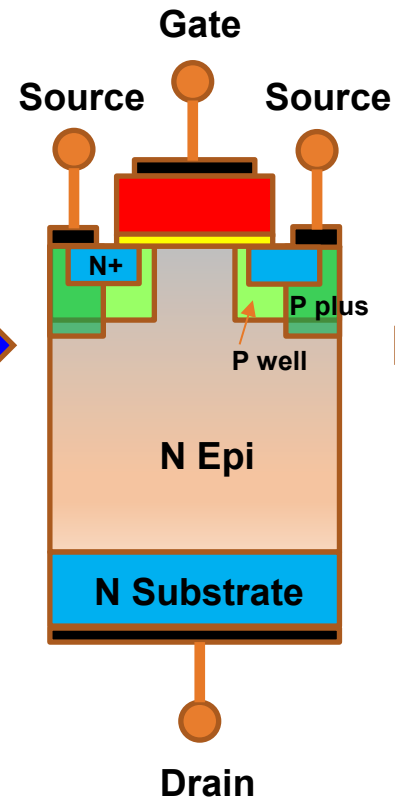 Gate
Source
Source
N+
P plus
P well
N Epi
N Substrate
Drain